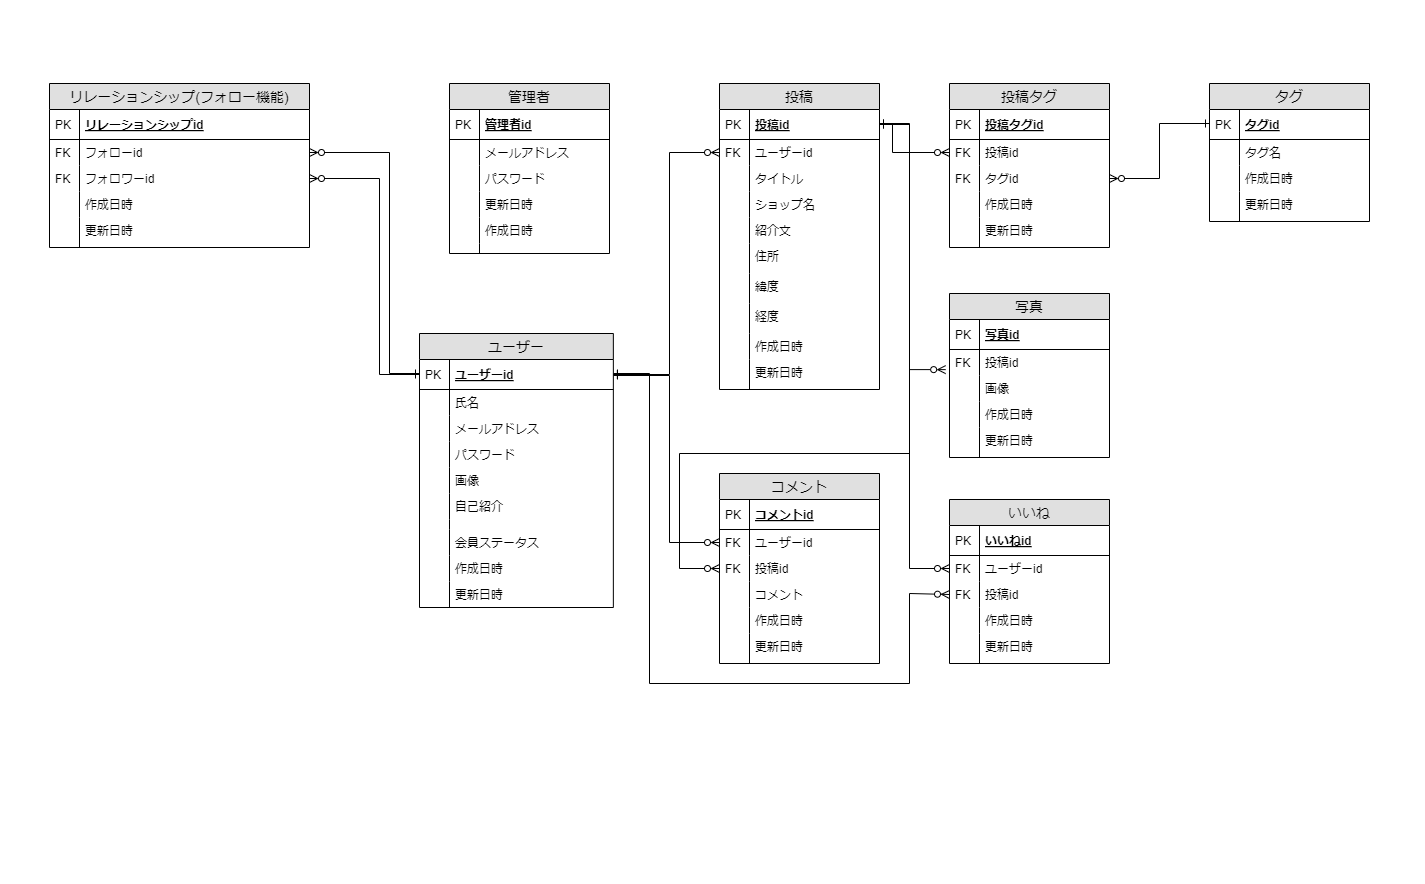 リレーションシップ(フォロー機能)
PK リレーションシップid
FK フォローid
FK フォロワーid
作成日時
更新日時
管理者
PK 管理者id
メールアドレス
パスワード
更新日時
作成日時
投稿
PK 投稿id
FK ユーザーid
タイトル
ショップ名
紹介文
住所
緯度
経度
作成日時
更新日時
投稿タグ
PK 投稿タグid
FK 投稿id
FK タグid
作成日時
更新日時
タグ
PK タグid
タグ名
作成日時
更新日時
写真
PK 写真id
FK 投稿id
画像
作成日時
更新日時
ユーザー
PK ユーザーid
氏名
メールアドレス
パスワード
画像
自己紹介
会員ステータス
作成日時
更新日時
コメント
PK コメントid
FK ユーザーid
FK 投稿id
コメント
作成日時
更新日時
いいね
PK いいねid
FK ユーザーid
FK 投稿id
作成日時
更新日時